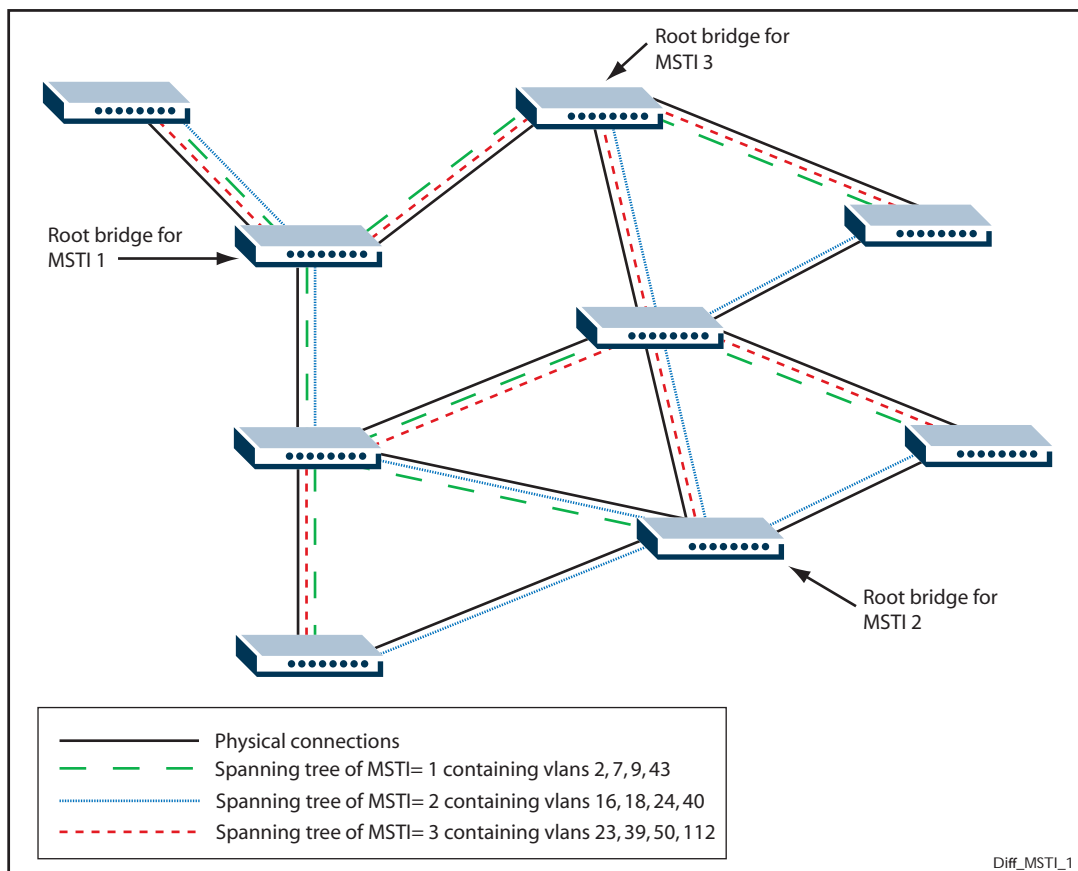 Root bridge for
MSTI 3
Root bridge for
MSTI 1
Root bridge for
MSTI 2
Physical connections
Spanning tree of MSTI= 1 containing vlans 2, 7, 9, 43
Spanning tree of MSTI= 2 containing vlans 16, 18, 24, 40
Spanning tree of MSTI= 3 containing vlans 23, 39, 50, 112
Diff_MSTI_1